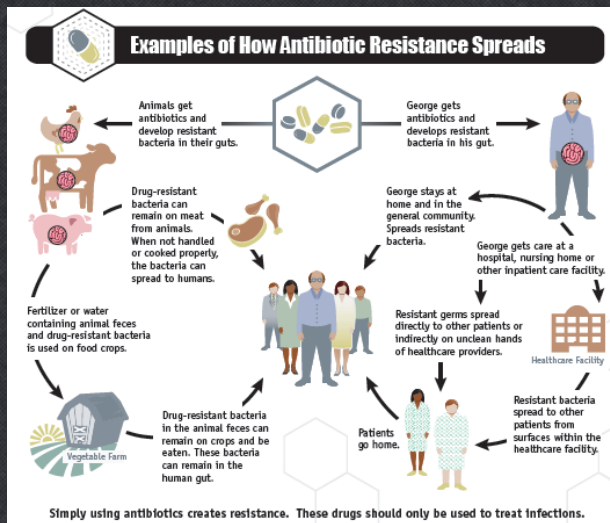 Examples of How Antibiotic Resistance Spreads
Animals get
antibiotics and
develop resistant
bacteria in their guts.
George gets
antibiotics and
develops resistant
bacteria in his gut.
Drug-resistant
bacteria can
remain on meat
from animals.
When not handled
or cooked properly,
the bacteria can
spread to humans.
George stays at
home and in the
general community.
Spreads resistant
bacteria.
George gets care at a
hospital, nursing home or
other inpatient care facility.
Fertilizer or water
containing animal feces
and drug-resistant bacteria
is used on food crops.
Resistant germs spread
directly to other patients or
indirectly on unclean hands
of healthcare providers.
Healthcare Facility
Vegetable Farm
Drug-resistant bacteria
in the animal feces can
remain on crops and be
eaten. These bacteria
can remain in the
human gut.
Patients
go home.
Resistant bacteria
spread to other
patients from
surfaces within the
healthcare facility.
Simply using antibiotics creates resistance. These drugs should only be used to treat infections.